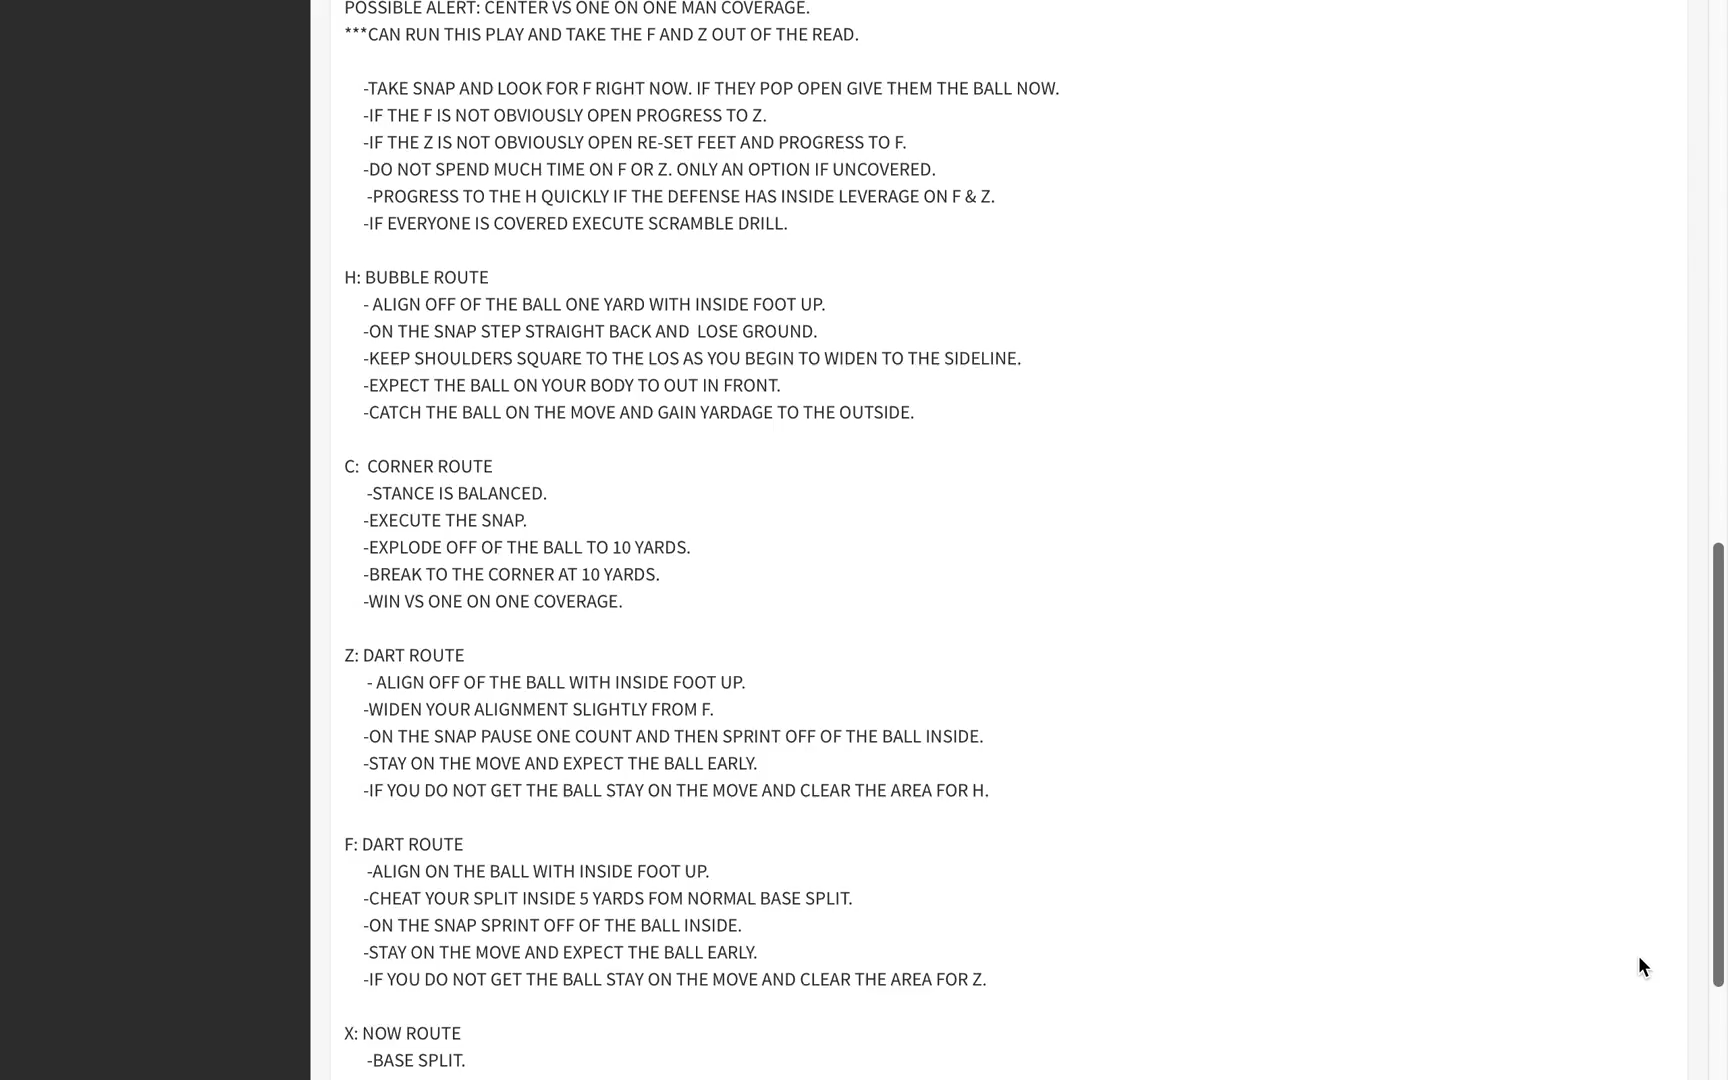 POSSIBLE ALERT: CENTER VS ONE ON ONE MAN COVERAGE.
***CAN RUN THIS PLAY AND TAKE THE F AND Z OUT OF THE READ.
-TAKE SNAP AND LOOK FOR F RIGHT NOW. IF THEY POP OPEN GIVE THEM THE BALL NOW.
-IF THE F IS NOT OBVIOUSLY OPEN PROGRESS TO Z.
-IF THE Z IS NOT OBVIOUSLY OPEN RE-SET FEET AND PROGRESS TO F.
-DO NOT SPEND MUCH TIME ON F OR Z. ONLY AN OPTION IF UNCOVERED.
-PROGRESS TO THE H QUICKLY IF THE DEFENSE HAS INSIDE LEVERAGE ON F & Z.
-IF EVERYONE IS COVERED EXECUTE SCRAMBLE DRILL.
H: BUBBLE ROUTE
- ALIGN OFF OF THE BALL ONE YARD WITH INSIDE FOOT UP.
-ON THE SNAP STEP STRAIGHT BACK AND  LOSE GROUND.
-KEEP SHOULDERS SQUARE TO THE LOS AS YOU BEGIN TO WIDEN TO THE SIDELINE.
-EXPECT THE BALL ON YOUR BODY TO OUT IN FRONT.
-CATCH THE BALL ON THE MOVE AND GAIN YARDAGE TO THE OUTSIDE.
C:  CORNER ROUTE
-STANCE IS BALANCED.
-EXECUTE THE SNAP.
-EXPLODE OFF OF THE BALL TO 10 YARDS.
-BREAK TO THE CORNER AT 10 YARDS.
-WIN VS ONE ON ONE COVERAGE.
Z: DART ROUTE
- ALIGN OFF OF THE BALL WITH INSIDE FOOT UP.
-WIDEN YOUR ALIGNMENT SLIGHTLY FROM F.
-ON THE SNAP PAUSE ONE COUNT AND THEN SPRINT OFF OF THE BALL INSIDE.
-STAY ON THE MOVE AND EXPECT THE BALL EARLY.
-IF YOU DO NOT GET THE BALL STAY ON THE MOVE AND CLEAR THE AREA FOR H.
F: DART ROUTE
-ALIGN ON THE BALL WITH INSIDE FOOT UP.
-CHEAT YOUR SPLIT INSIDE 5 YARDS FOM NORMAL BASE SPLIT.
-ON THE SNAP SPRINT OFF OF THE BALL INSIDE.
-STAY ON THE MOVE AND EXPECT THE BALL EARLY.
-IF YOU DO NOT GET THE BALL STAY ON THE MOVE AND CLEAR THE AREA FOR Z.
X: NOW ROUTE
-BASE SPLIT.